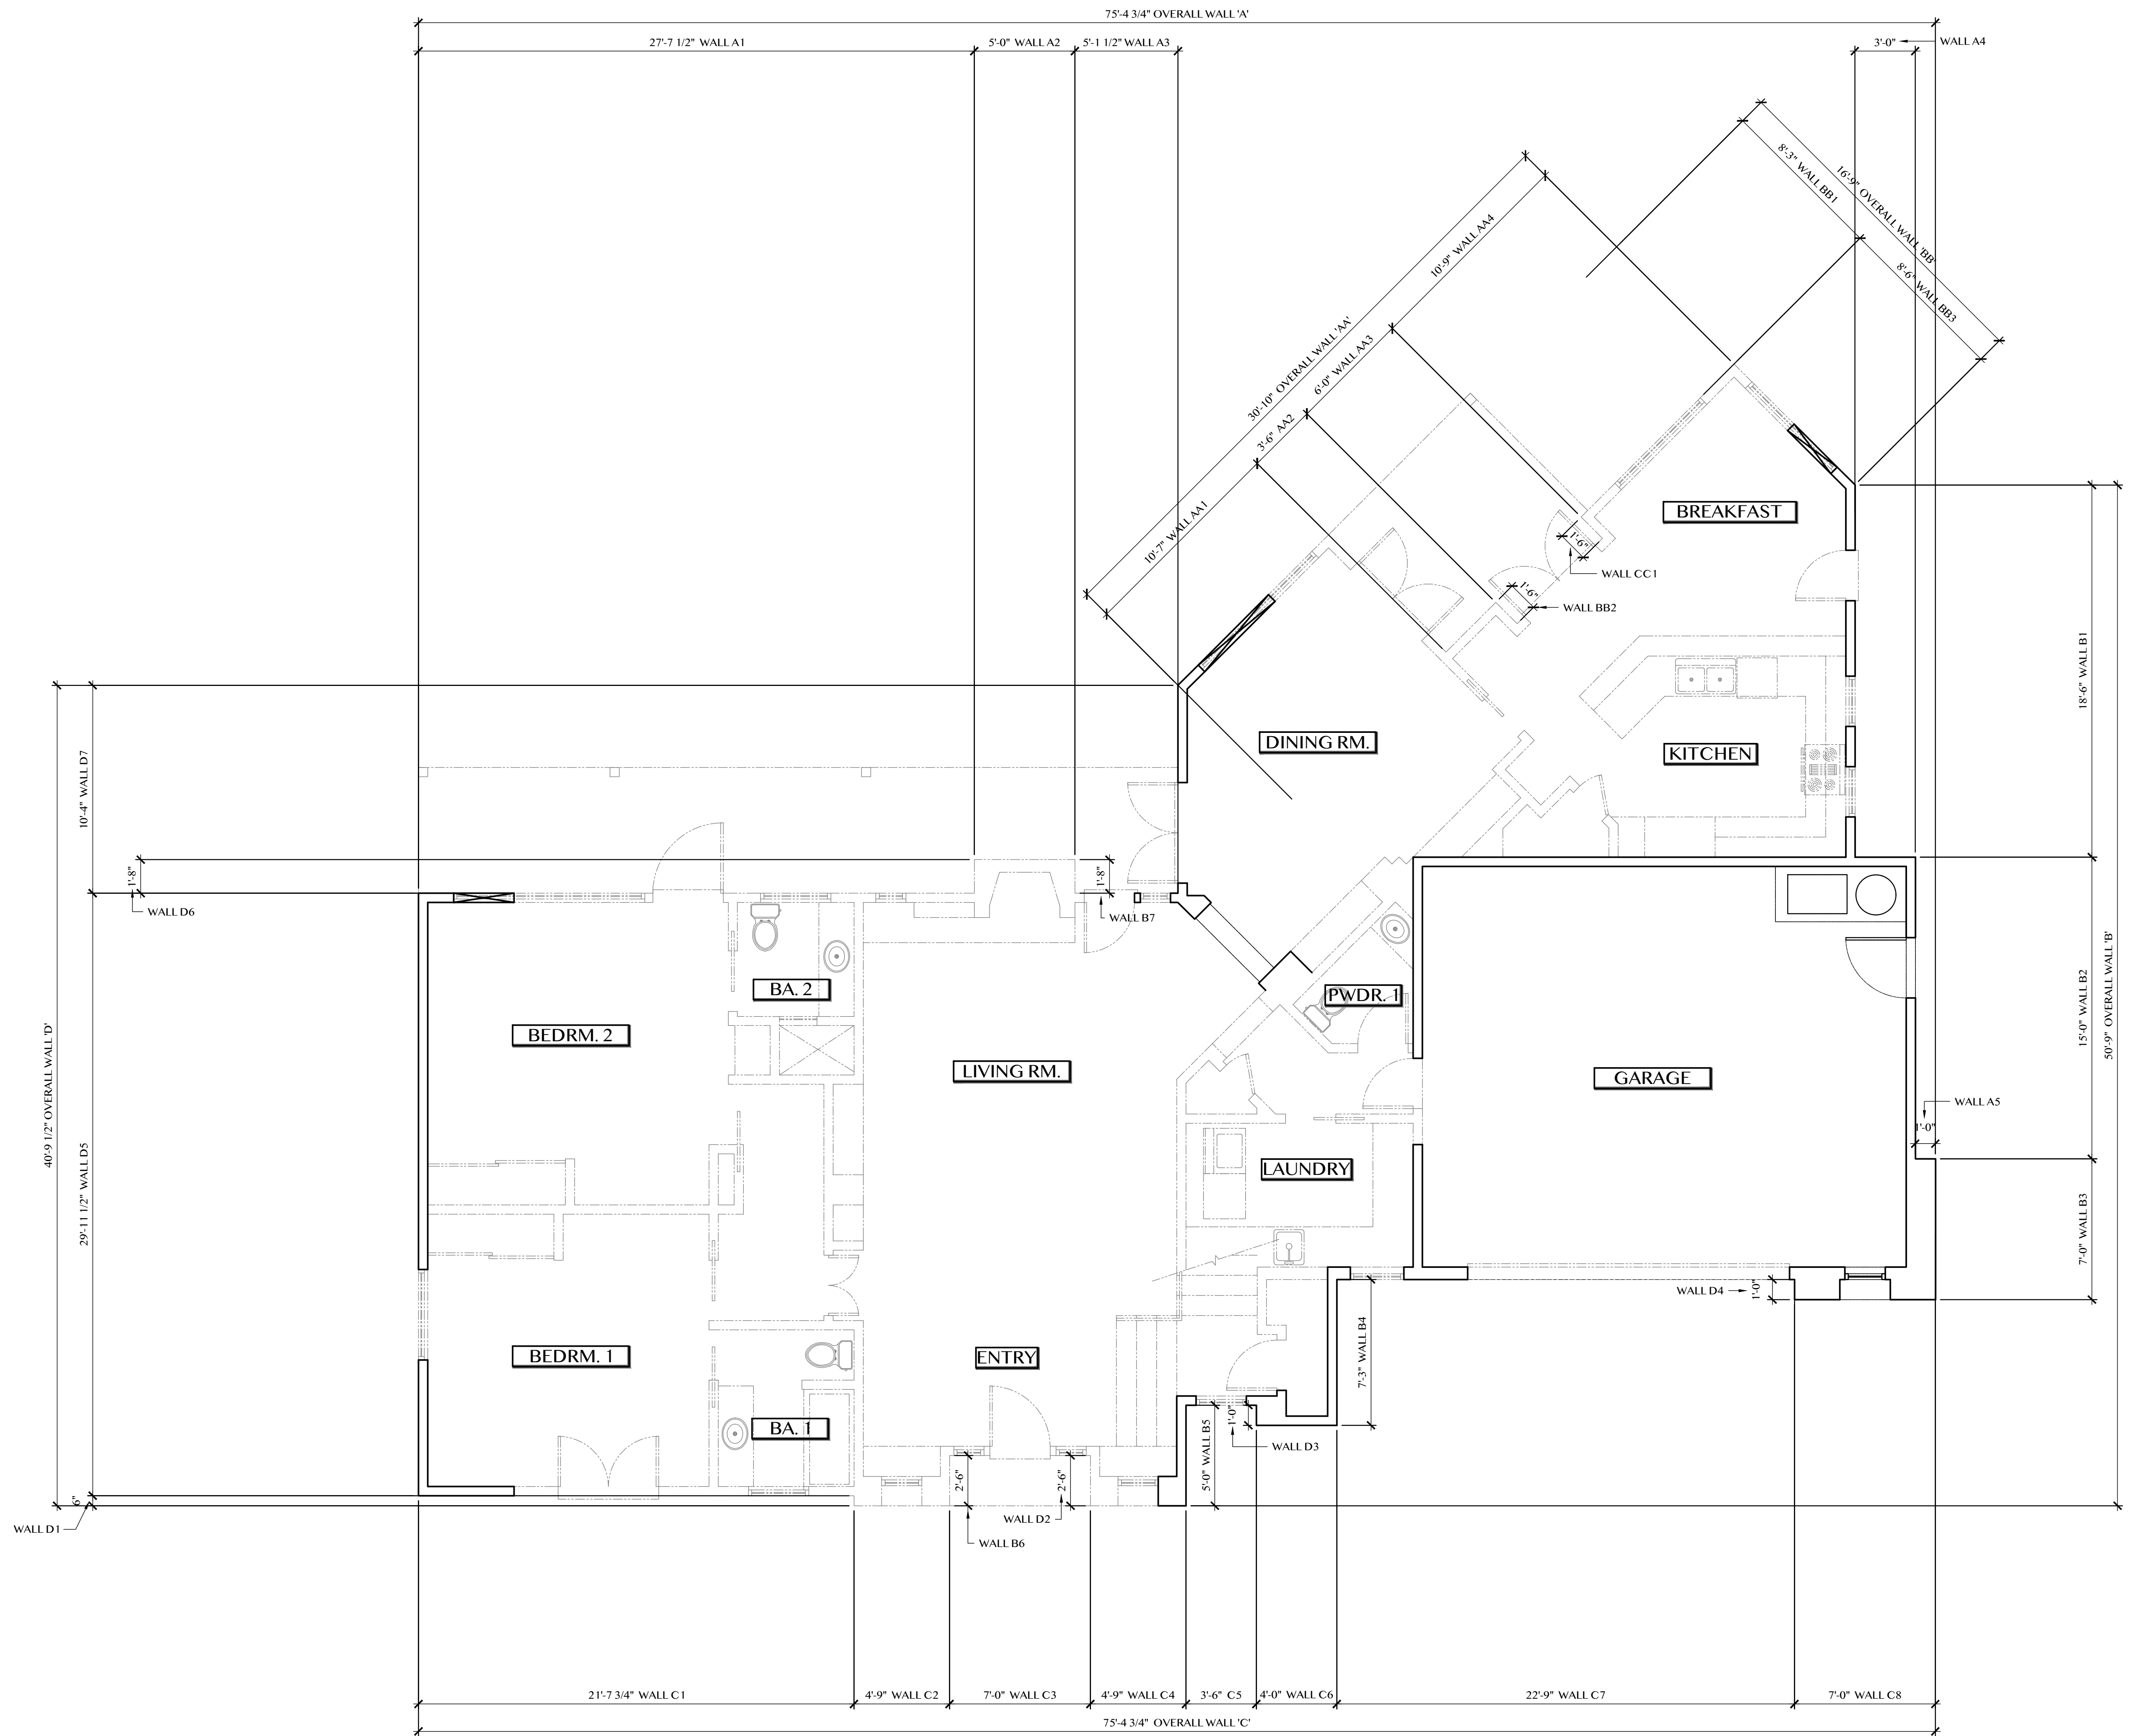 75'-4 3/4" OVERALL WALL 'A'
27'-7 1/2" WALL A1
5'-0" WALL A2
5'-1 1/2" WALL A3
3'-0"
WALL A4
8'-3" WALL BB1
16'-9" OVERALL WALL 'BB'
8'-6" WALL BB3
30'-10" OVERALL WALL 'AA'
10'-9" WALL AA4
6'-0" WALL AA3
3'-6" AA2
10'-7" WALL AA1
BREAKFAST
1'-6"
WALL CC1
1'-6"
WALL BB2
18'-6" WALL B1
DINING RM.
KITCHEN
10'-4" WALL D7
1'-8"
WALL D6
1'-8"
WALL B7
40'-9 1/2" OVERALL WALL 'D'
29'-11 1/2" WALL D5
BA. 2
PWDR. 1
BEDRM. 2
LIVING RM.
GARAGE
15'-0" WALL B2
50'-9" OVERALL WALL 'B'
WALL A5
1'-0"
LAUNDRY
7'-0" WALL B3
WALL D4
1'-0"
BEDRM. 1
ENTRY
7'-3" WALL B4
BA. 1
1'-0"
WALL D3
5'-0" WALL B5
2'-6"
2'-6"
6"
WALL D1
WALL D2
WALL B6
21'-7 3/4" WALL C1
4'-9" WALL C2
7'-0" WALL C3
4'-9" WALL C4
3'-6" C5
4'-0" WALL C6
22'-9" WALL C7
7'-0" WALL C8
75'-4 3/4" OVERALL WALL 'C'